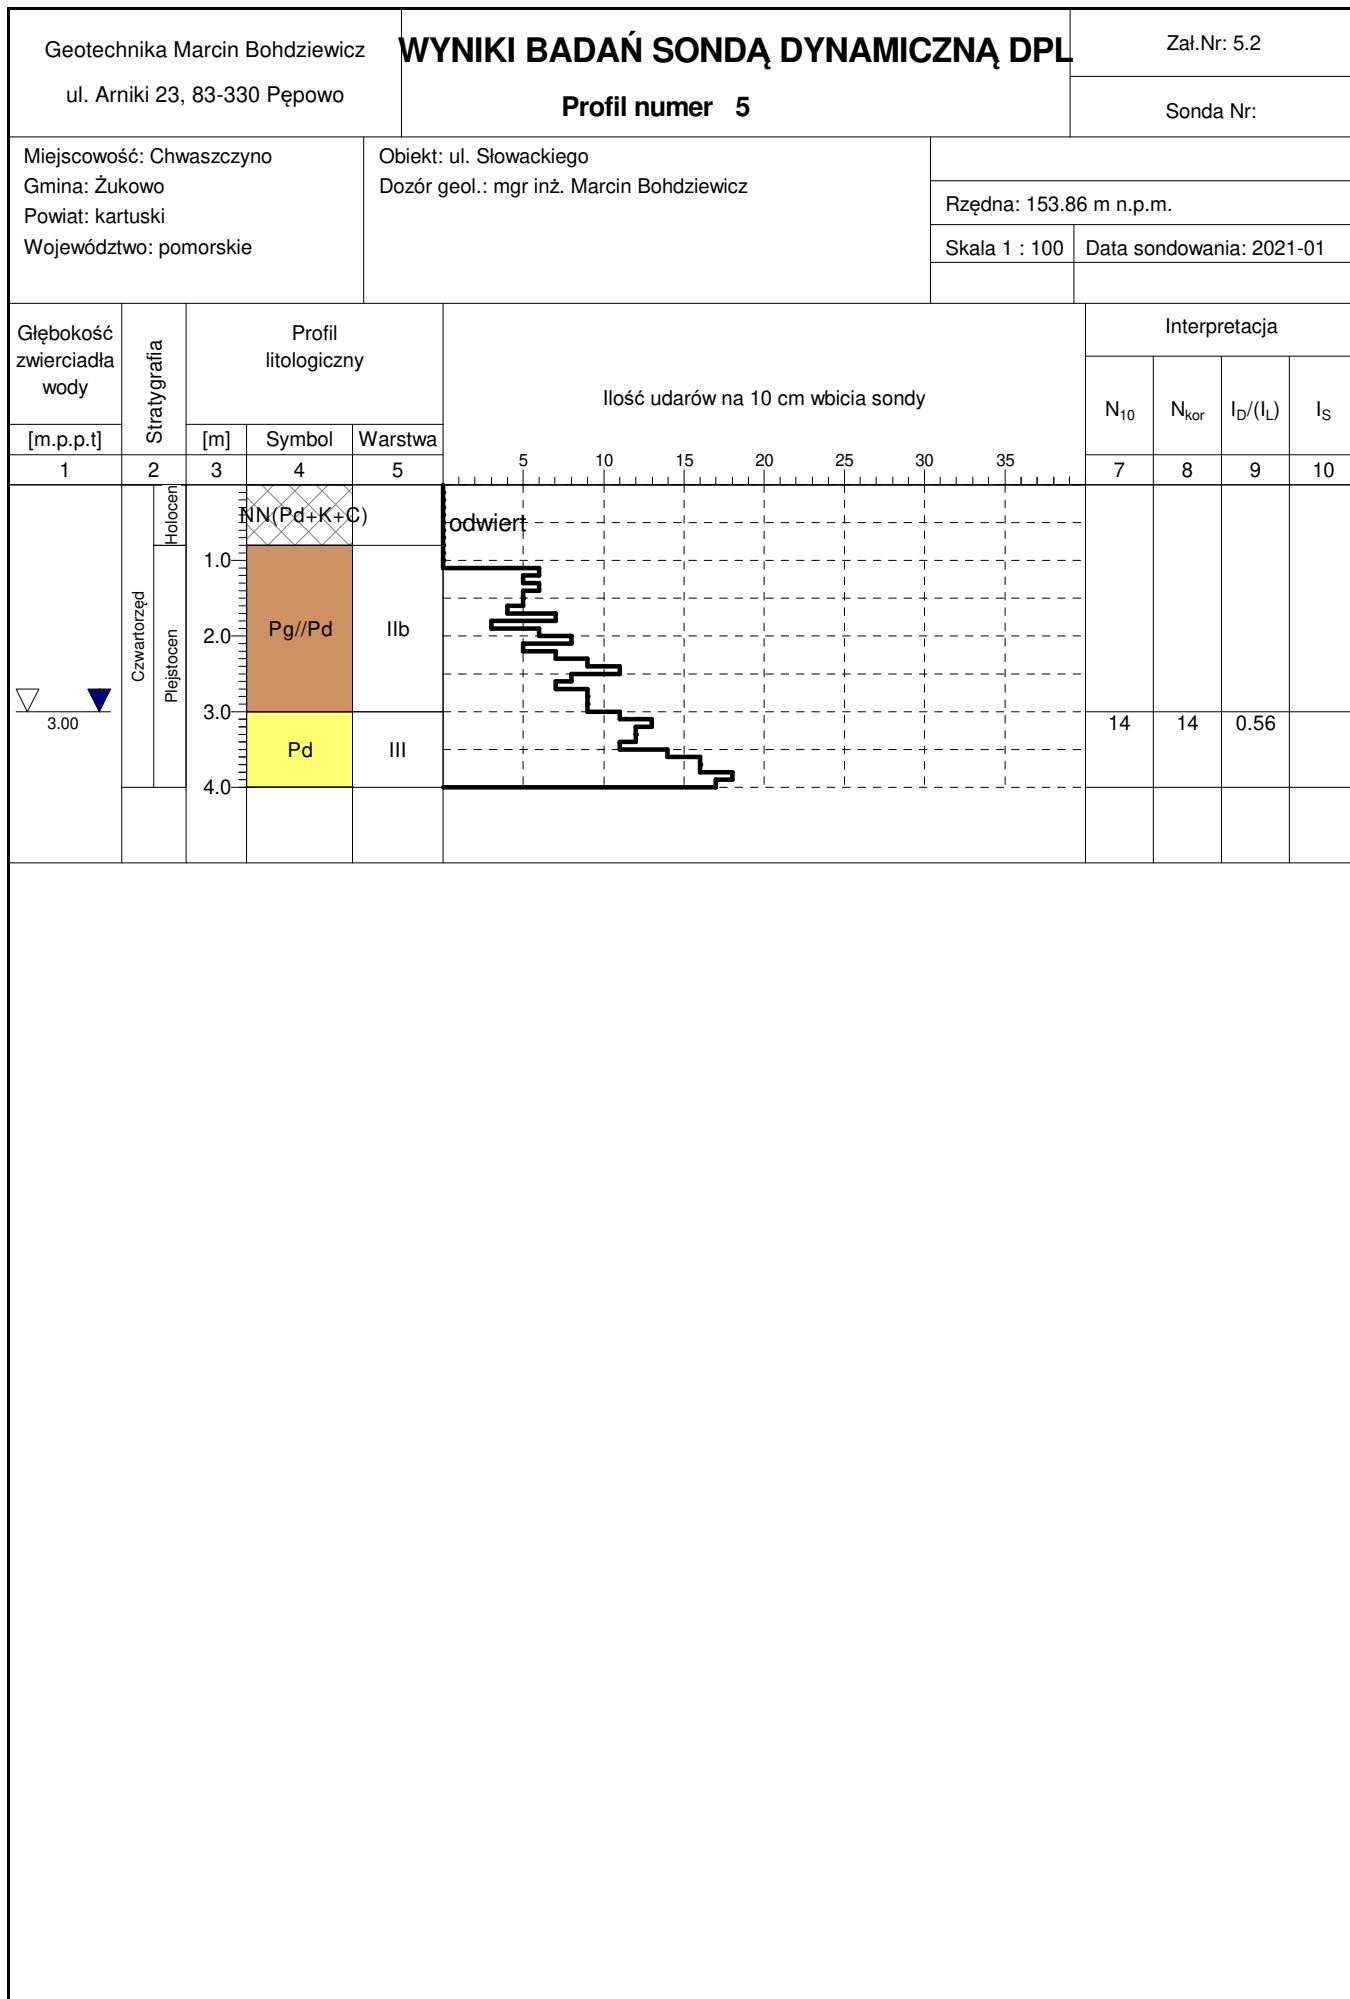 Geotechnika Marcin Bohdziewicz
ul. Arniki 23, 83-330 Pępowo
WYNIKI BADAŃ SONDĄ DYNAMICZNĄ DPL
Profil numer 5
Zał.Nr: 5.2
Sonda Nr:
Miejscowość: Chwaszczyno
Gmina: Żukowo
Powiat: kartuski
Województwo: pomorskie
Obiekt: ul. Słowackiego
Dozór geol.: mgr inż. Marcin Bohdziewicz
Rzędna: 153.86 m n.p.m.
Skala 1 : 100
Data sondowania: 2021-01
Głębokość
zwierciadła
wody
[m.p.p.t]
Stratygrafia
Profil
litologiczny
[m] Symbol Warstwa
Ilość udarów na 10 cm wbicia sondy
Interpretacja
N10 Nkor ID/(IL) IS
5 10 15 20 25 30 35
1 2 3 4 5 7 8 9 10
Holocen
NN(Pd+K+C)
odwiert
1.0
Czwartorzęd
Plejstocen
2.0
Pg//Pd
IIb
3.00
3.0
14 14 0.56
Pd
III
4.0